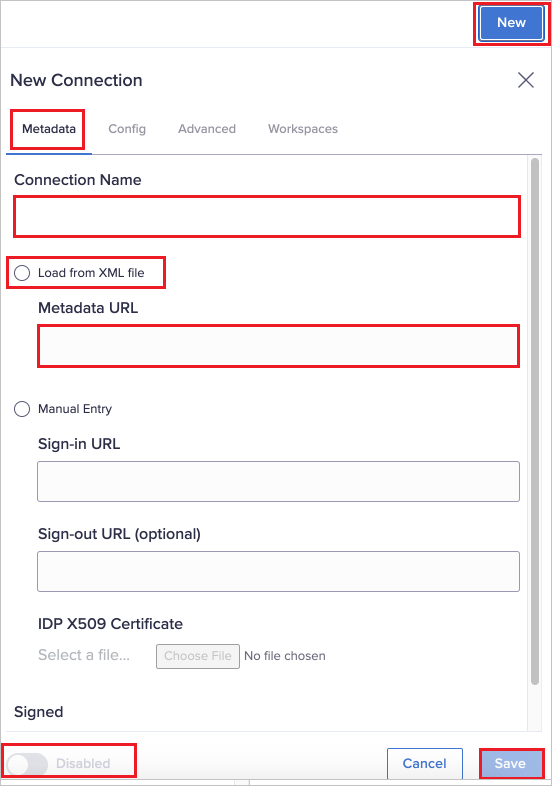 New
New Connection
Metadata Config Advanced Workspaces
Connection Name
Load from XML file
Metadata URL
Manual Entry
Sign-in URL
Sign-out URL (optional)
IDP X509 Certificate
Select a file... Choose File No file chosen
Signed
Disabled Cancel Save